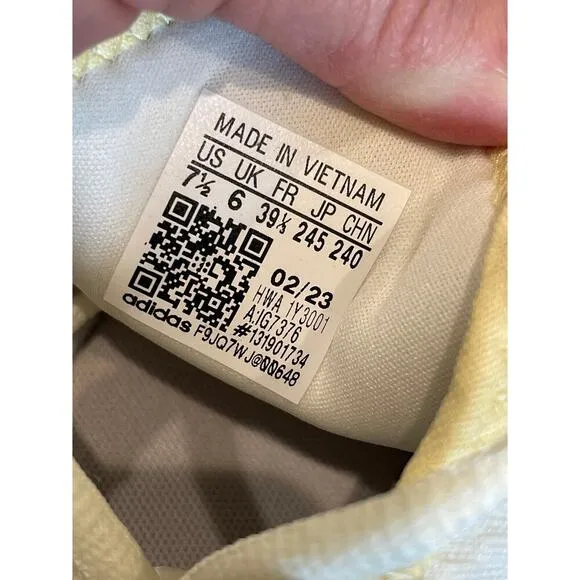 MADE IN VIETNAM
US UK FR JP CHN
7½ 6 39⅓ 245 240
02/23
HWA 1Y3001
A:IG7376
#131901734
adidas F9JQ7WJ@